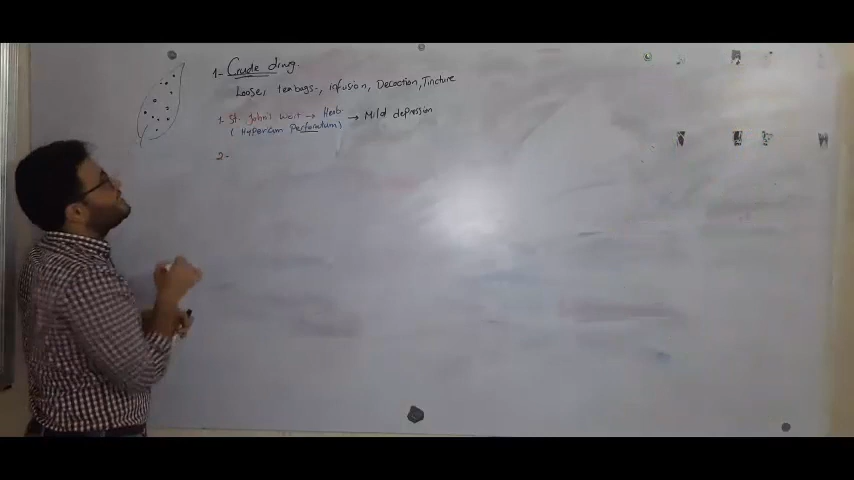 1- Crude drug.
Loose, teabags, infusion, Decoction, Tincture
1. St. John's Wort → Herb → Mild depression
(Hypericum Perforatum)
2-